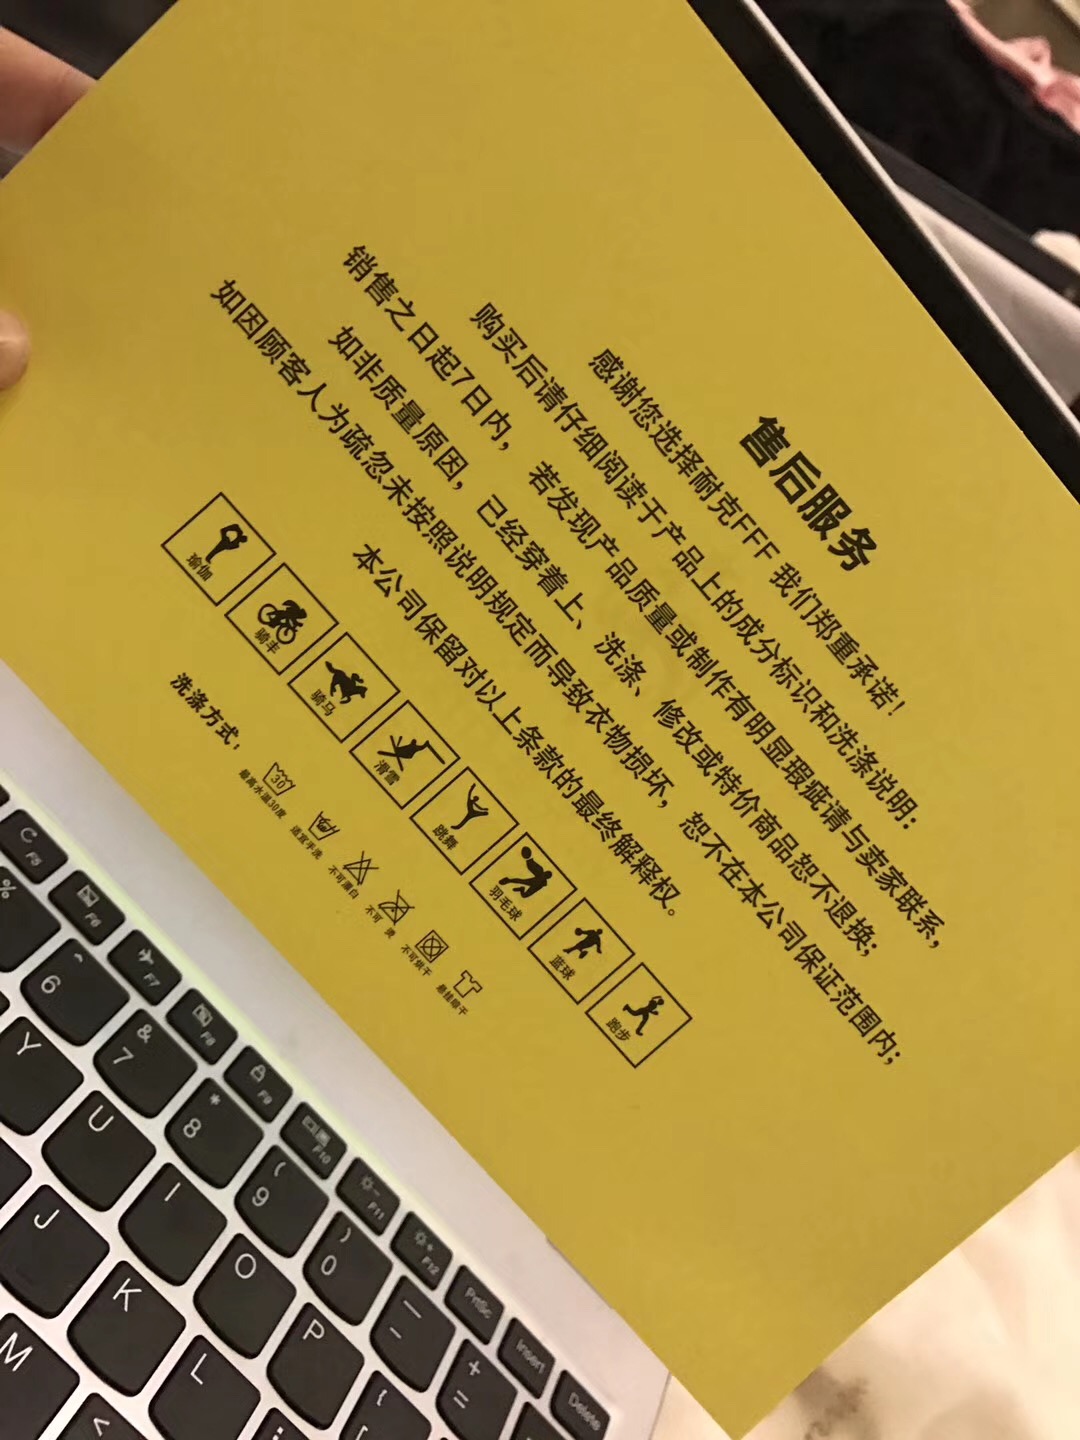 售后服务
感谢您选择耐克FFF 我们郑重承诺！
购买后请仔细阅读于产品上的成分标识和洗涤说明：
销售之日起7日内， 若发现产品质量或制作有明显瑕疵请与卖家联系，
如非质量原因， 已经穿着上、洗涤、修改或特价商品恕不退换；
如因顾客人为疏忽未按照说明规定而导致衣物损坏， 恕不在本公司保证范围内；
本公司保留对以上条款的最终解释权。
瑜伽 骑车 骑马 滑雪 跳舞 羽毛球 蓝球 跑步
洗涤方式：
30
最高水温30度 适宜手洗 不可漂白 不可 烫 不可烘干 悬挂晾干
C F5
F6
F7
F8
F9
F10
F11
F12
PrtSc
Insert
Delete
%
^ 6
& 7
* 8
( 9
) 0
— -
+ =
Y
U
I
O
P
{ [
J
K
L
:
M
<